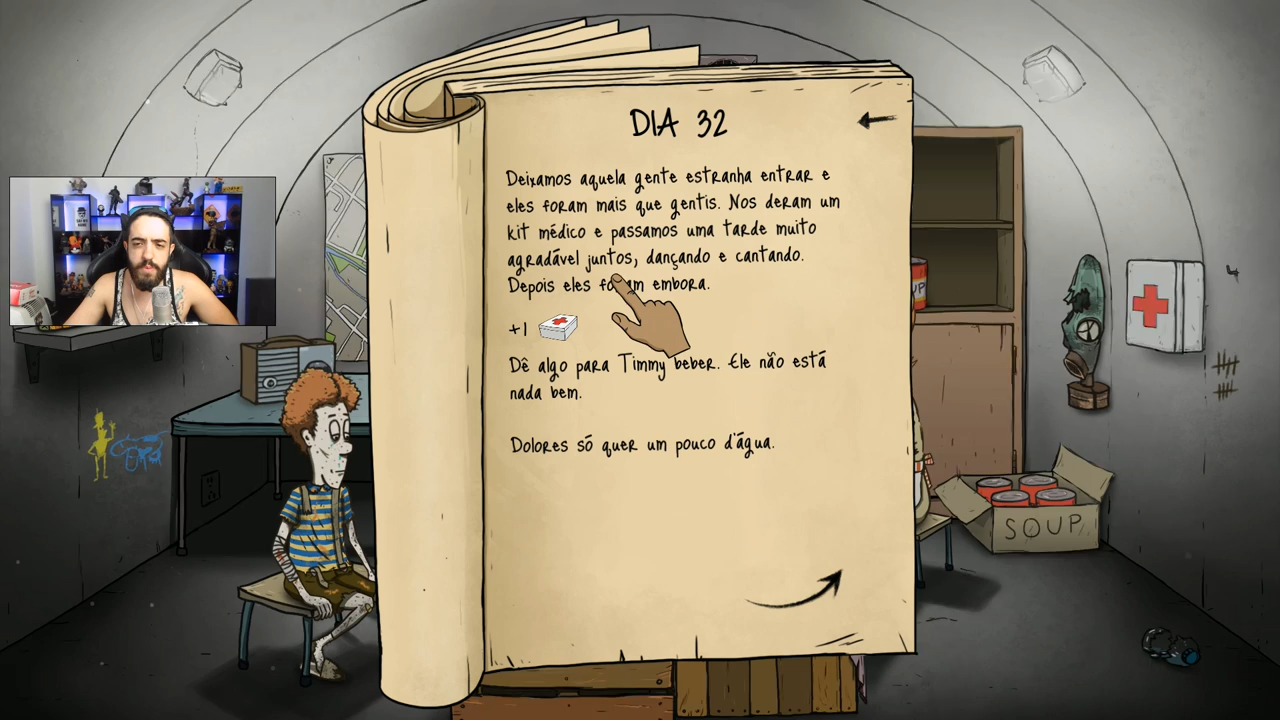 DIA 32
Deixamos aquela gente estranha entrar e
eles foram mais que gentis. Nos deram um
kit médico e passamos uma tarde muito
agradável juntos, dançando e cantando.
Depois eles foram embora.
+1
Dê algo para Timmy beber. Ele não está
nada bem.
Dolores só quer um pouco d'água.
SOUP